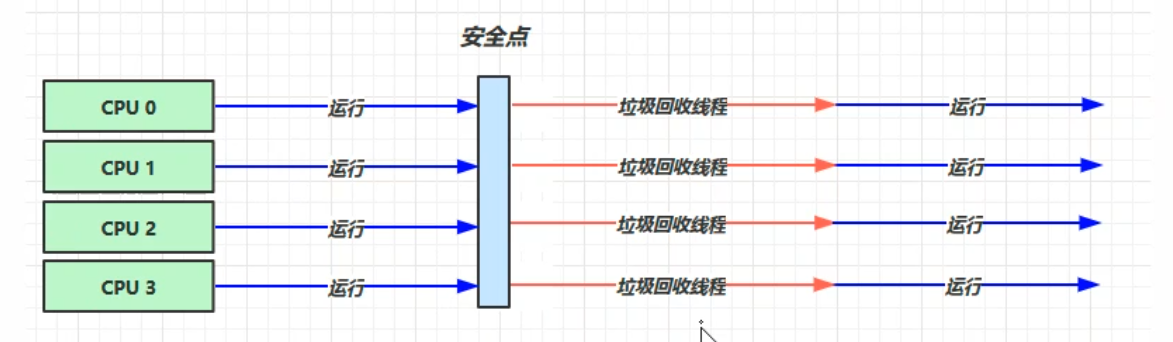 安全点
CPU 0 运行 垃圾回收线程 运行
CPU 1 运行 垃圾回收线程 运行
CPU 2 运行 垃圾回收线程 运行
CPU 3 运行 垃圾回收线程 运行